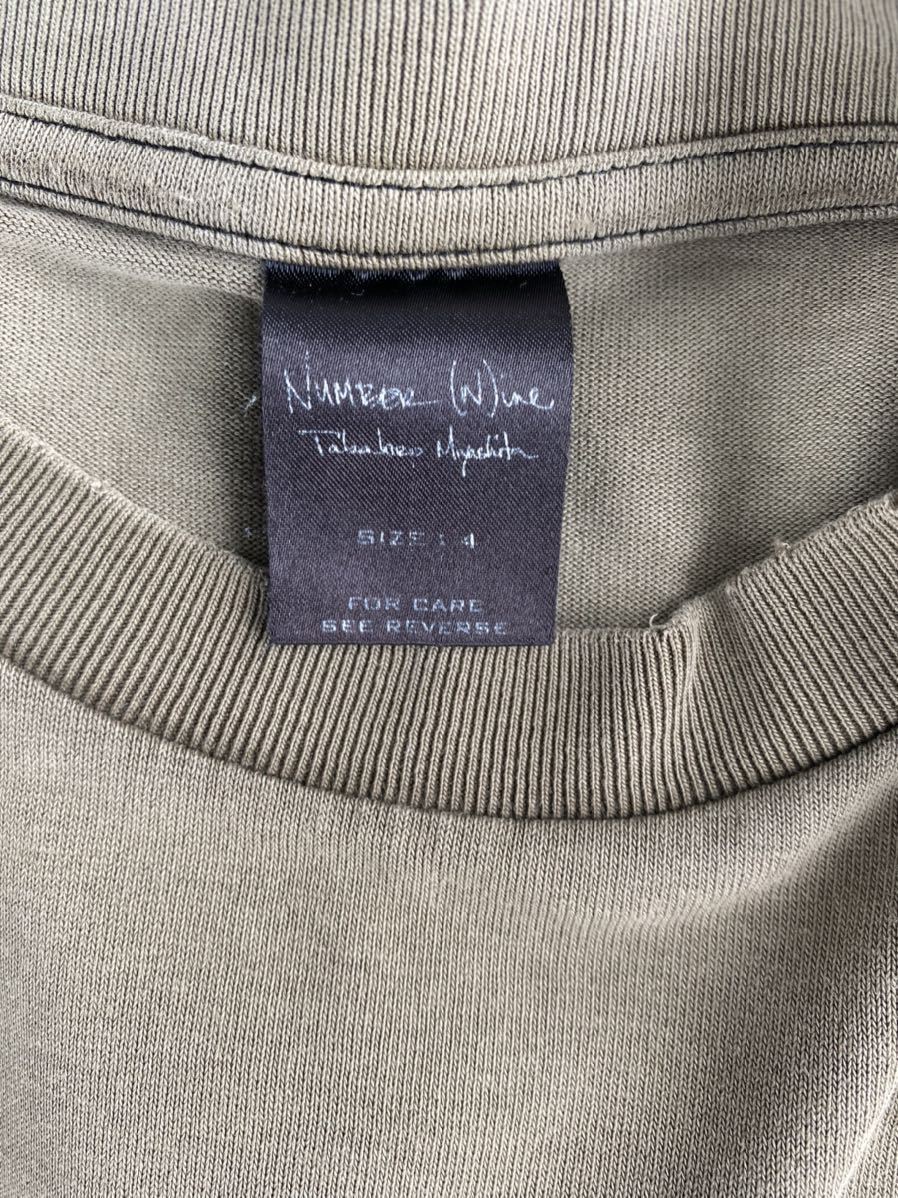 NUMBER (N)ine
Takahiro Miyashita
SIZE : 4
FOR CARE
SEE REVERSE